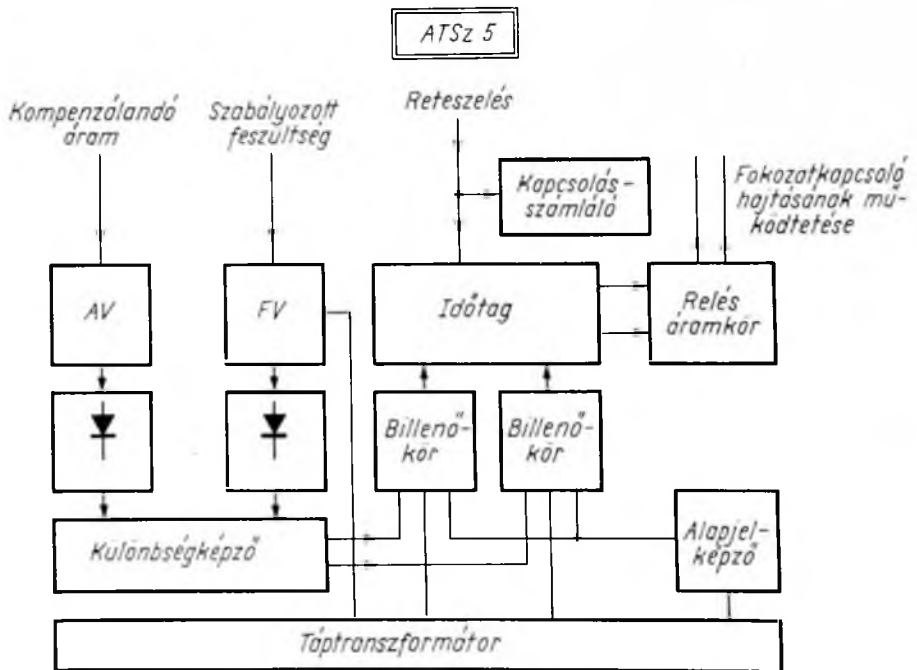 ATSz 5
Kompenzálandó
áram
Szabályozott
feszültség
Reteszelés
Kapcsolás-
számláló
Fokozatkapcsoló
hajtásának mű-
ködtetése
AV
FV
Időtag
Relés
áramkör
Billenő-
kör
Billenő-
kör
Különbségképző
Alapjel-
képző
Táptranszformátor